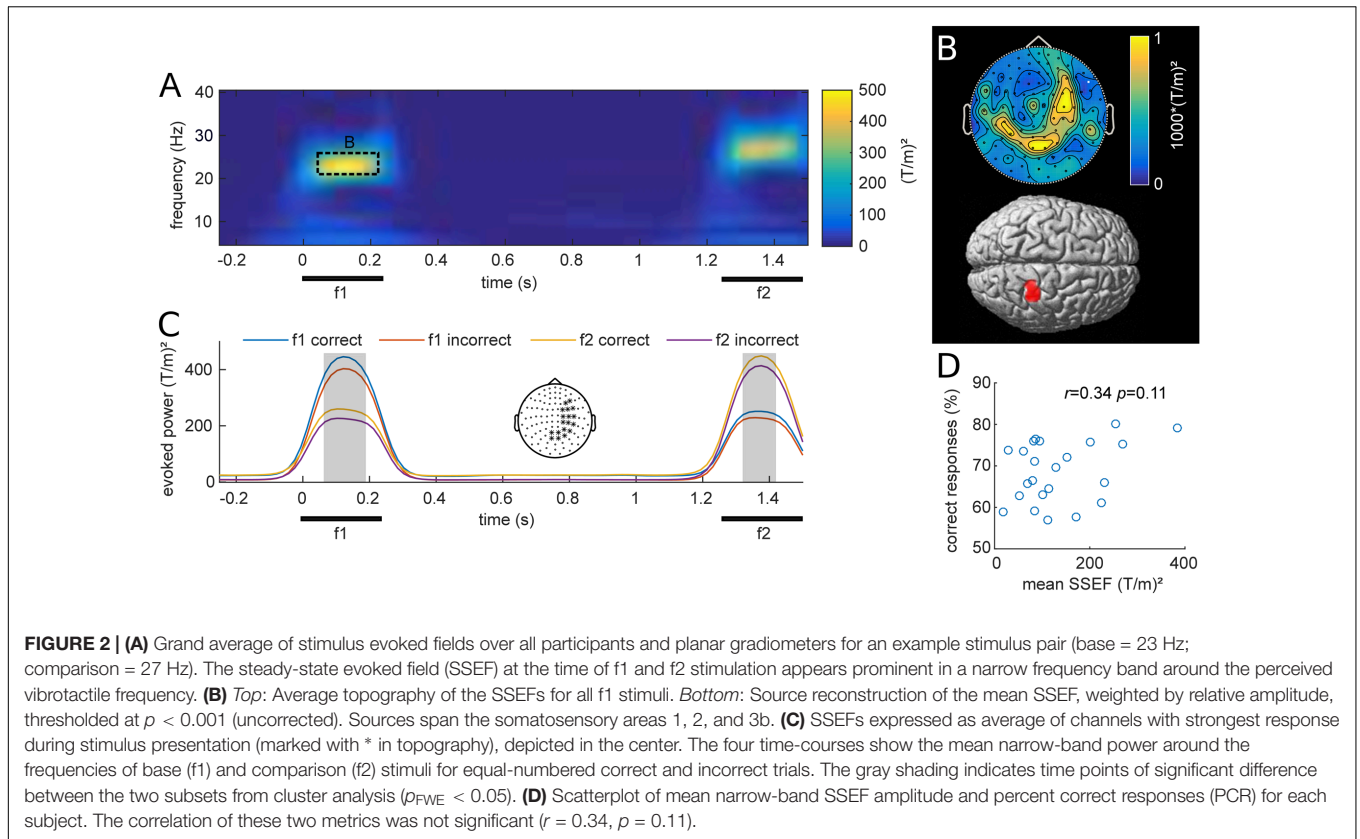 A
frequency (Hz)
40
30
20
10
B
-0.2 0 0.2 0.4 0.6 0.8 1 1.2 1.4
time (s)
f1
f2
500
400
300
200
100
0
(T/m)²
B
1
0
1000*(T/m)²
C
f1 correct f1 incorrect f2 correct f2 incorrect
evoked power (T/m)²
400
200
0
-0.2 0 0.2 0.4 0.6 0.8 1 1.2 1.4
time (s)
f1
f2
D
r=0.34 p=0.11
correct responses (%)
90
80
70
60
50
0 200 400
mean SSEF (T/m)²
FIGURE 2 | (A) Grand average of stimulus evoked fields over all participants and planar gradiometers for an example stimulus pair (base = 23 Hz;
comparison = 27 Hz). The steady-state evoked field (SSEF) at the time of f1 and f2 stimulation appears prominent in a narrow frequency band around the perceived
vibrotactile frequency. (B) Top: Average topography of the SSEFs for all f1 stimuli. Bottom: Source reconstruction of the mean SSEF, weighted by relative amplitude,
thresholded at p < 0.001 (uncorrected). Sources span the somatosensory areas 1, 2, and 3b. (C) SSEFs expressed as average of channels with strongest response
during stimulus presentation (marked with * in topography), depicted in the center. The four time-courses show the mean narrow-band power around the
frequencies of base (f1) and comparison (f2) stimuli for equal-numbered correct and incorrect trials. The gray shading indicates time points of significant difference
between the two subsets from cluster analysis (pFWE < 0.05). (D) Scatterplot of mean narrow-band SSEF amplitude and percent correct responses (PCR) for each
subject. The correlation of these two metrics was not significant (r = 0.34, p = 0.11).